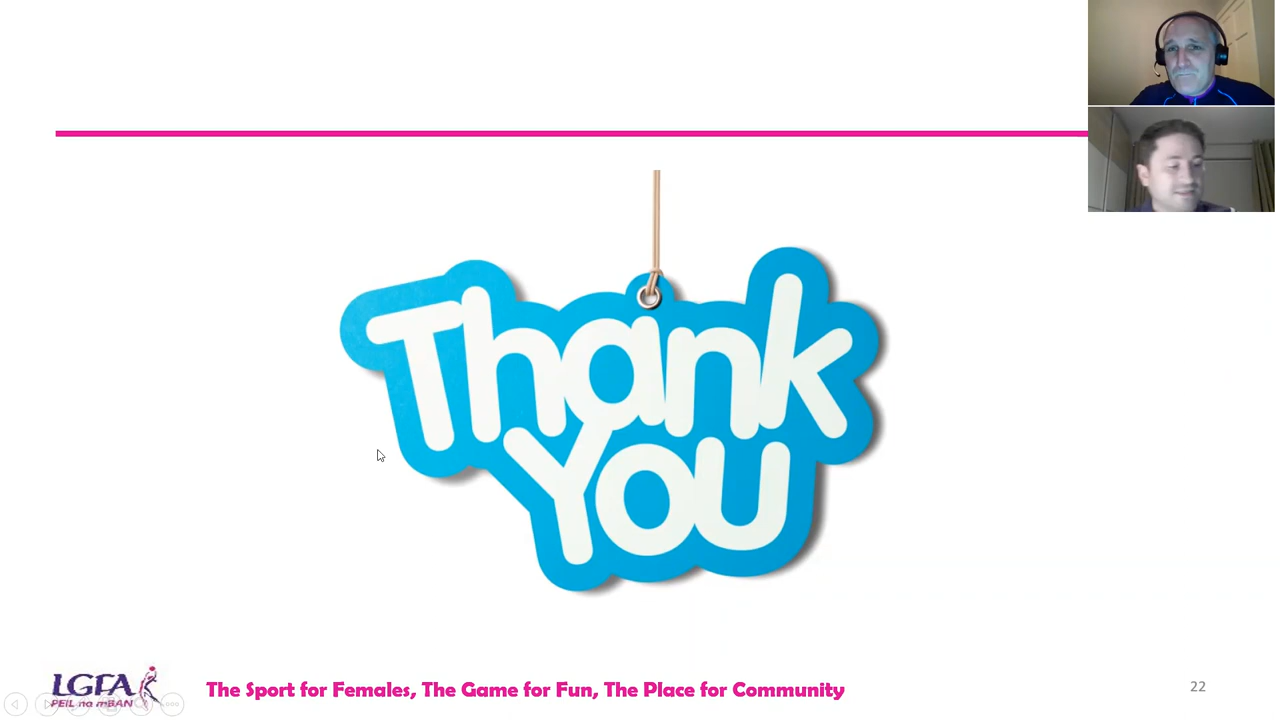 Thank
You
LGFA
PEIL na mBAN
The Sport for Females, The Game for Fun, The Place for Community
22